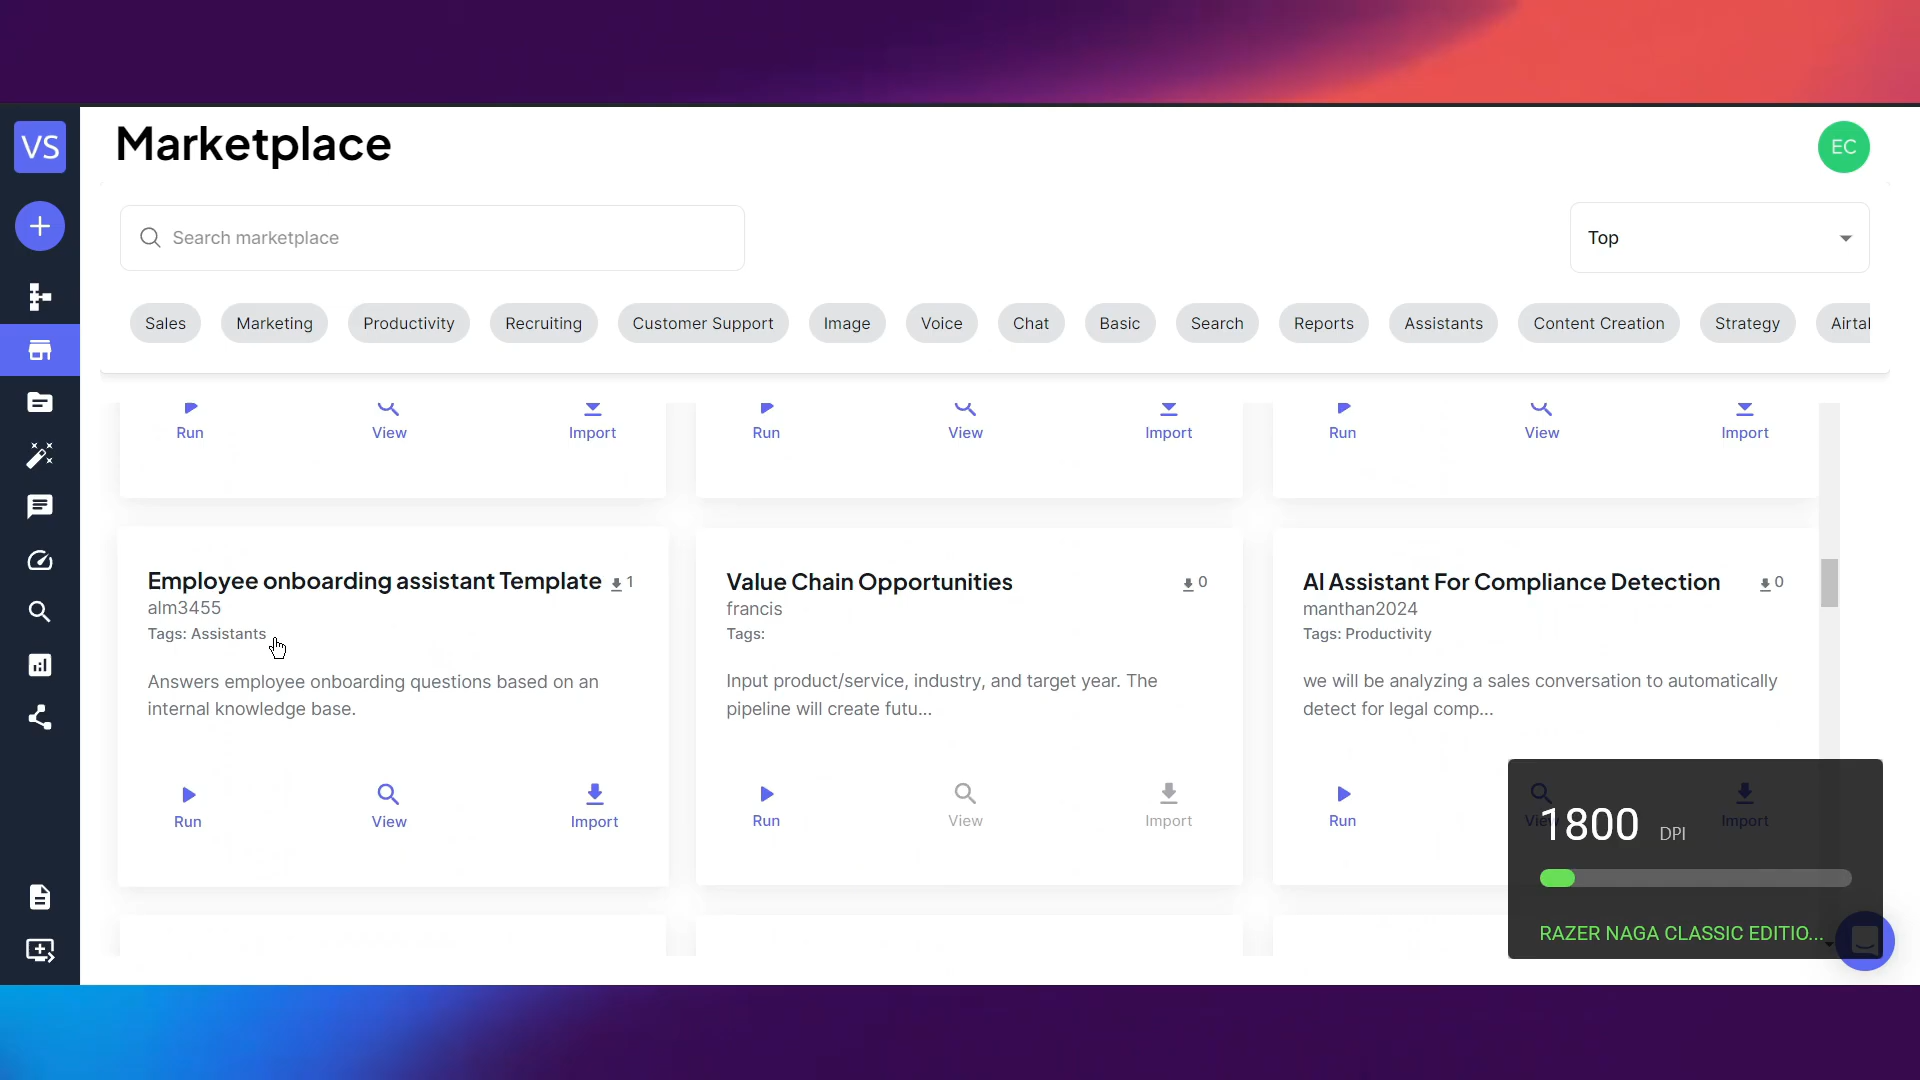 VS
Marketplace
EC
Search marketplace
Top
Sales
Marketing
Productivity
Recruiting
Customer Support
Image
Voice
Chat
Basic
Search
Reports
Assistants
Content Creation
Strategy
Airtal
Run
View
Import
Run
View
Import
Run
View
Import
Employee onboarding assistant Template
1
alm3455
Tags: Assistants
Answers employee onboarding questions based on an
internal knowledge base.
Run
View
Import
Value Chain Opportunities
0
francis
Tags:
Input product/service, industry, and target year. The
pipeline will create futu...
Run
View
Import
AI Assistant For Compliance Detection
0
manthan2024
Tags: Productivity
we will be analyzing a sales conversation to automatically
detect for legal comp...
Run
View
Import
1800 DPI
RAZER NAGA CLASSIC EDITIO...